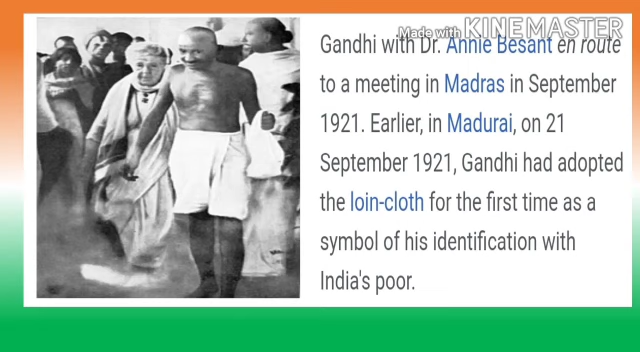 Made with KINEMASTER
Gandhi with Dr. Annie Besant en route
to a meeting in Madras in September
1921. Earlier, in Madurai, on 21
September 1921, Gandhi had adopted
the loin-cloth for the first time as a
symbol of his identification with
India's poor.